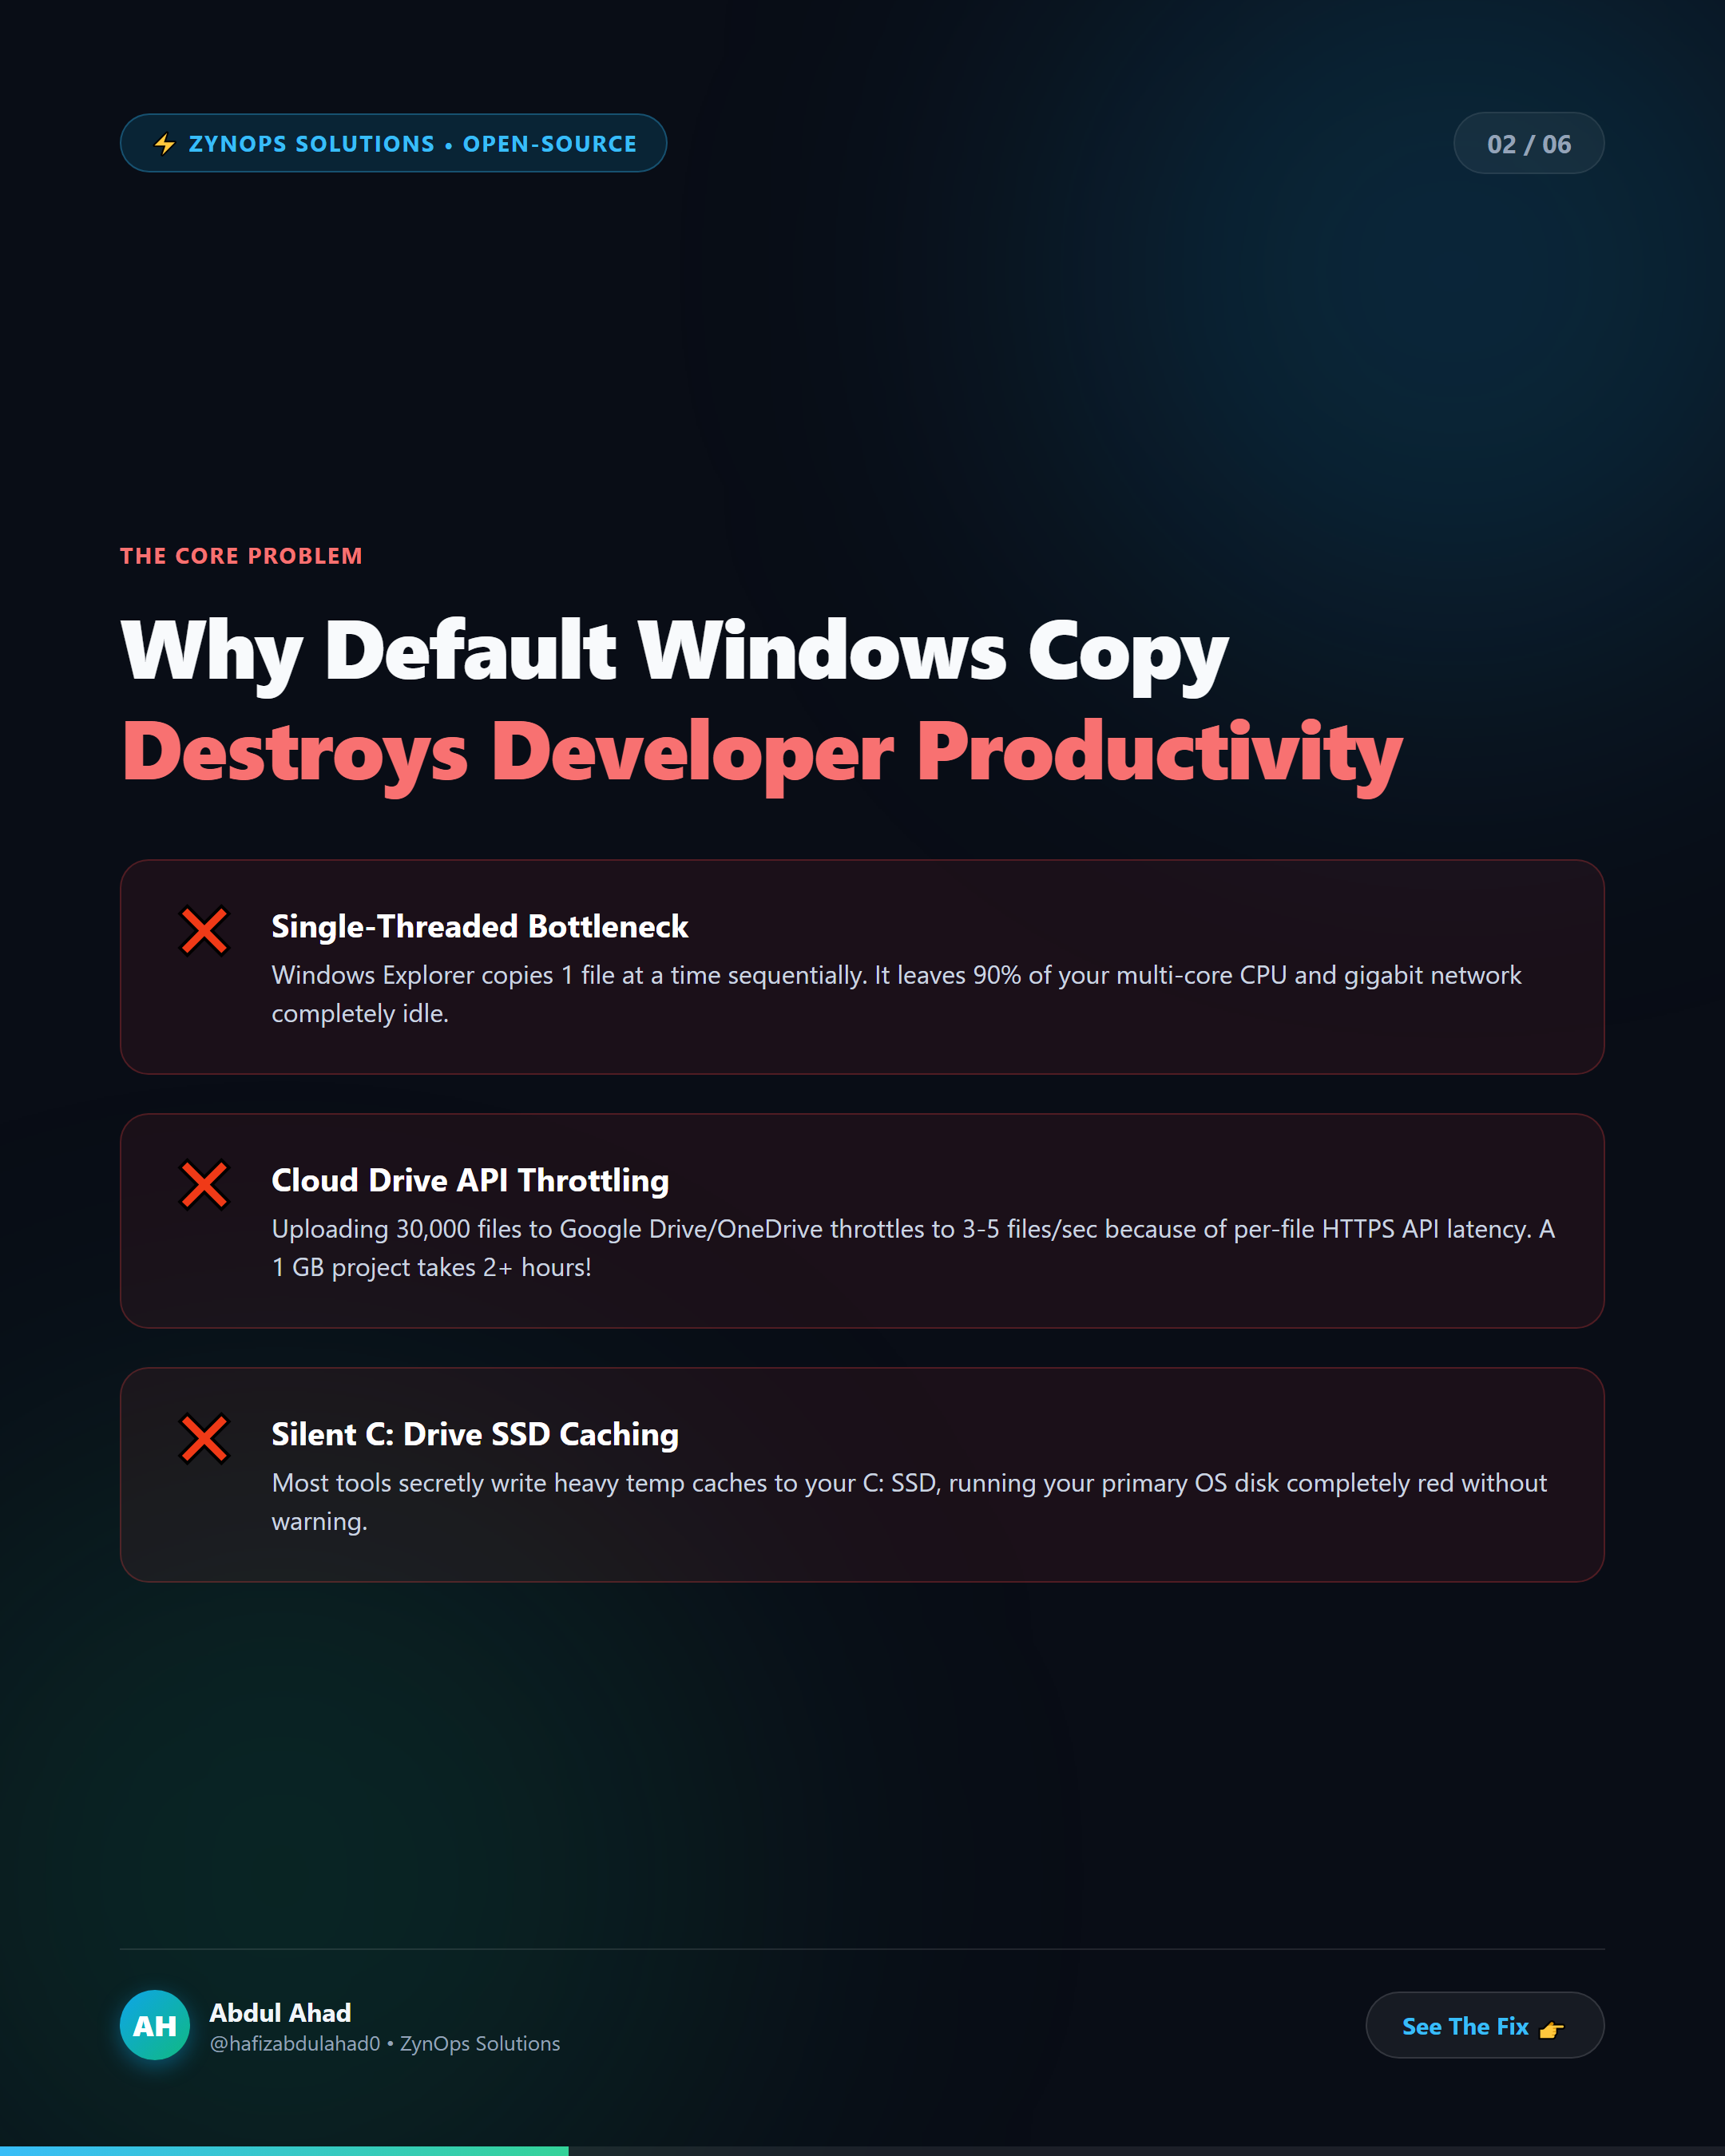 ⚡ ZYNOPS SOLUTIONS • OPEN-SOURCE
02 / 06
THE CORE PROBLEM
Why Default Windows Copy
Destroys Developer Productivity
Single-Threaded Bottleneck
Windows Explorer copies 1 file at a time sequentially. It leaves 90% of your multi-core CPU and gigabit network
completely idle.
Cloud Drive API Throttling
Uploading 30,000 files to Google Drive/OneDrive throttles to 3-5 files/sec because of per-file HTTPS API latency. A
1 GB project takes 2+ hours!
Silent C: Drive SSD Caching
Most tools secretly write heavy temp caches to your C: SSD, running your primary OS disk completely red without
warning.
AH
Abdul Ahad
@hafizabdulahad0 • ZynOps Solutions
See The Fix 👉